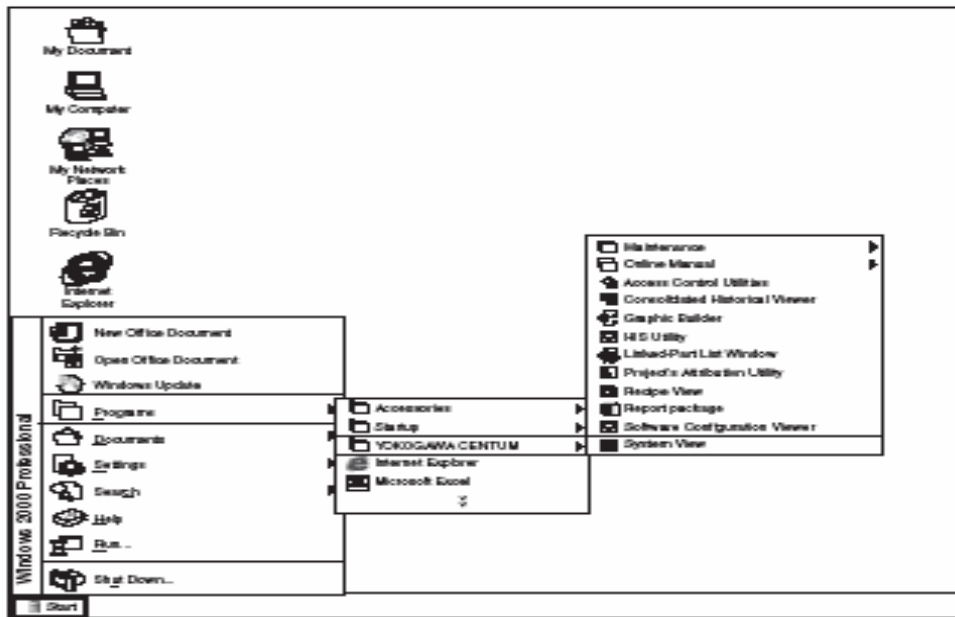 My Document
My Computer
My Network
Places
Recycle Bin
Internet
Explorer
New Office Document
Open Office Document
Windows Update
Programs
Documents
Settings
Search
Help
Run...
Shut Down...
Windows 2000 Professional
Start
Accessories
Startup
YOKOGAWA CENTUM
Internet Explorer
Microsoft Excel
Maintenance
Online Manual
Access Control Utilities
Consolidated Historical Viewer
Graphic Builder
HIS Utility
Linked-Part List Window
Project's Attribution Utility
Recipe View
Report package
Software Configuration Viewer
System View